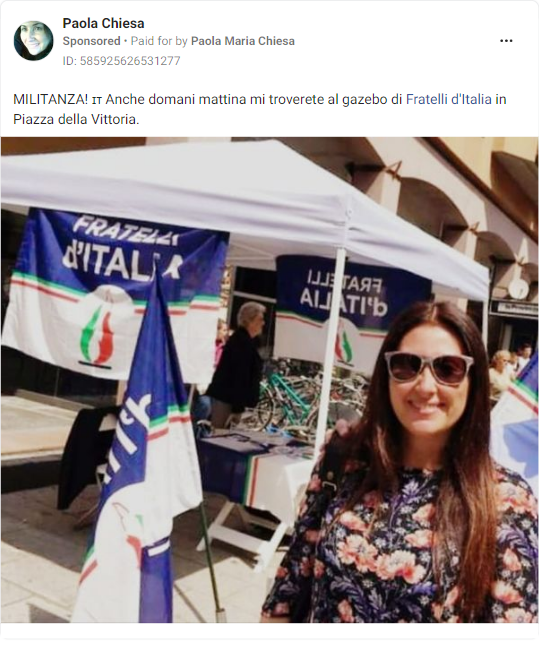 Paola Chiesa
Sponsored • Paid for by Paola Maria Chiesa
ID: 585925626531277
MILITANZA! IT Anche domani mattina mi troverete al gazebo di Fratelli d'Italia in
Piazza della Vittoria.
FRATELLI
d'ITALIA
FRATELLI
d'ITALIA